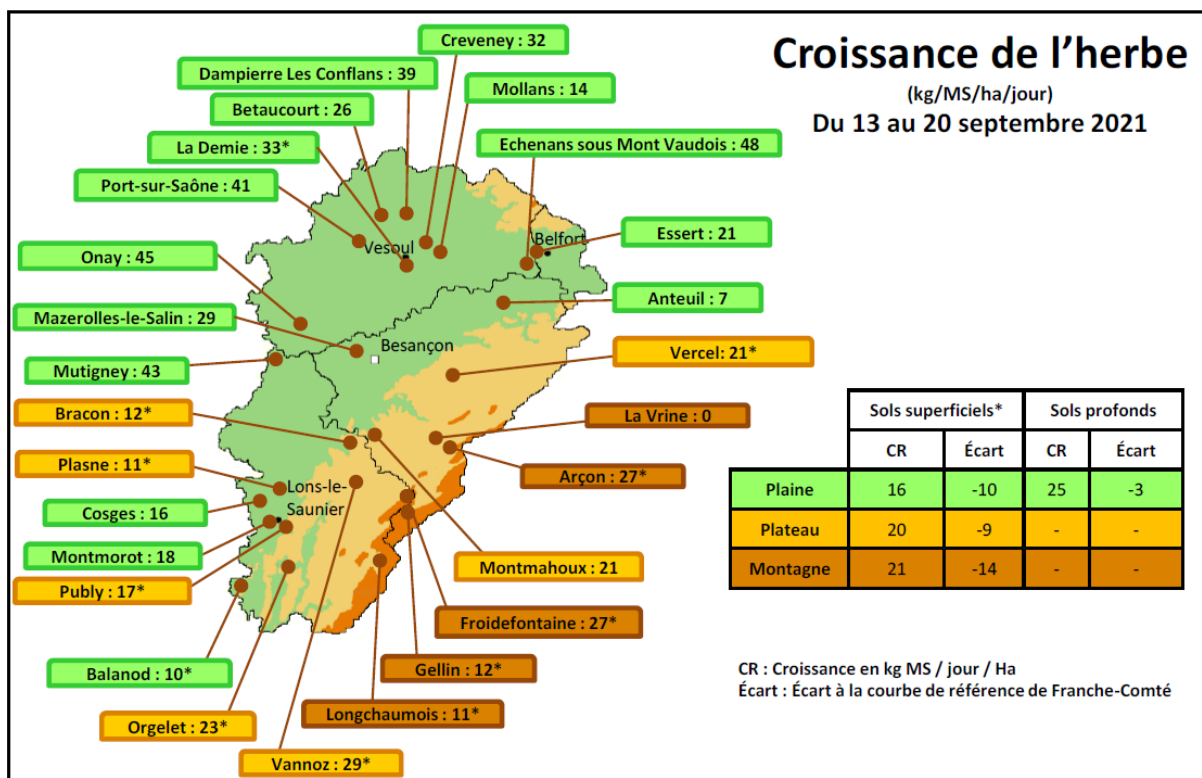 Croissance de l’herbe
(kg/MS/ha/jour)
Du 13 au 20 septembre 2021
Creveney : 32
Dampierre Les Conflans : 39
Mollans : 14
Betaucourt : 26
Echenans sous Mont Vaudois : 48
La Demie : 33*
Port-sur-Saône : 41
Essert : 21
Onay : 45
Anteuil : 7
Mazerolles-le-Salin : 29
Vercel: 21*
Mutigney : 43
Bracon : 12*
La Vrine : 0
Plasne : 11*
Arçon : 27*
Cosges : 16
Montmorot : 18
Montmahoux : 21
Publy : 17*
Froidefontaine : 27*
Balanod : 10*
Gellin : 12*
Orgelet : 23*
Longchaumois : 11*
Vannoz : 29*
Vesoul
Belfort
Besançon
Lons-le-
Saunier
Sols superficiels* Sols profonds
CR Écart CR Écart
Plaine 16 -10 25 -3
Plateau 20 -9 - -
Montagne 21 -14 - -
CR : Croissance en kg MS / jour / Ha
Écart : Écart à la courbe de référence de Franche-Comté